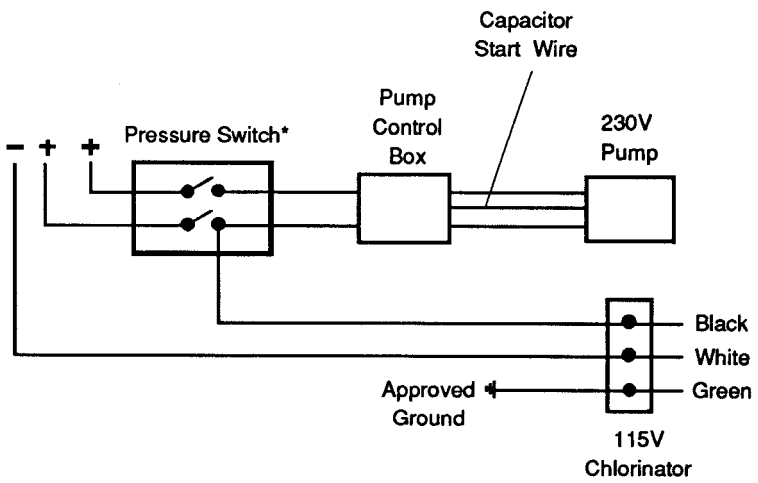 Capacitor
Start Wire
Pump
Control
Box
230V
Pump
Pressure Switch*
- + +
Black
White
Green
Approved
Ground
115V
Chlorinator